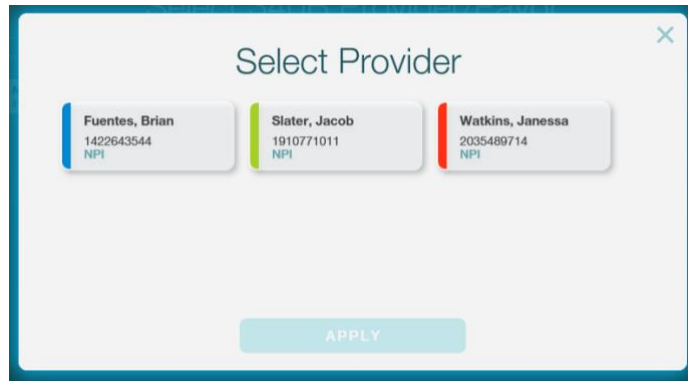 Select Provider
Fuentes, Brian
1422643544
NPI
Slater, Jacob
1910771011
NPI
Watkins, Janessa
2035489714
NPI
APPLY